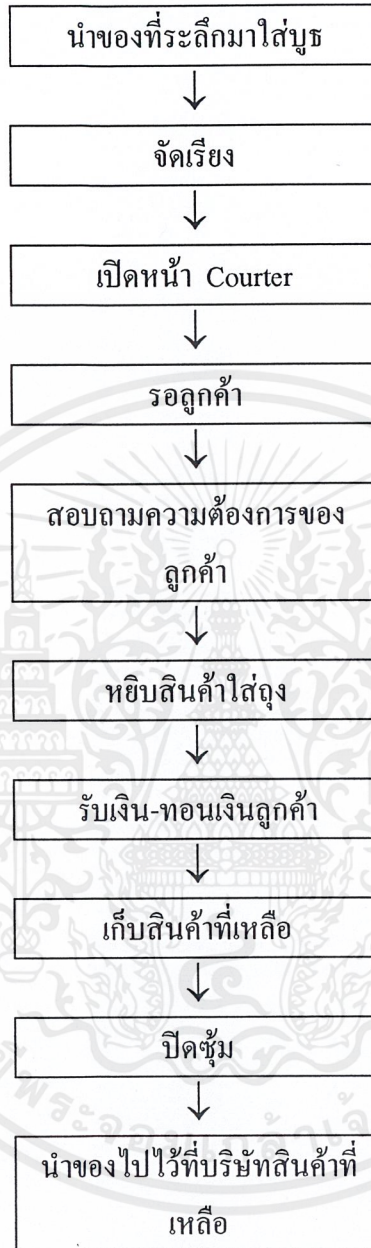 นำของที่ระลึกมาใส่บูธ
จัดเรียง
เปิดหน้า Courter
รอลูกค้า
สอบถามความต้องการของ
ลูกค้า
หยิบสินค้าใส่ถุง
รับเงิน-ทอนเงินลูกค้า
เก็บสินค้าที่เหลือ
ปิดซุ้ม
นำของไปไว้ที่บริษัทสินค้าที่
เหลือ